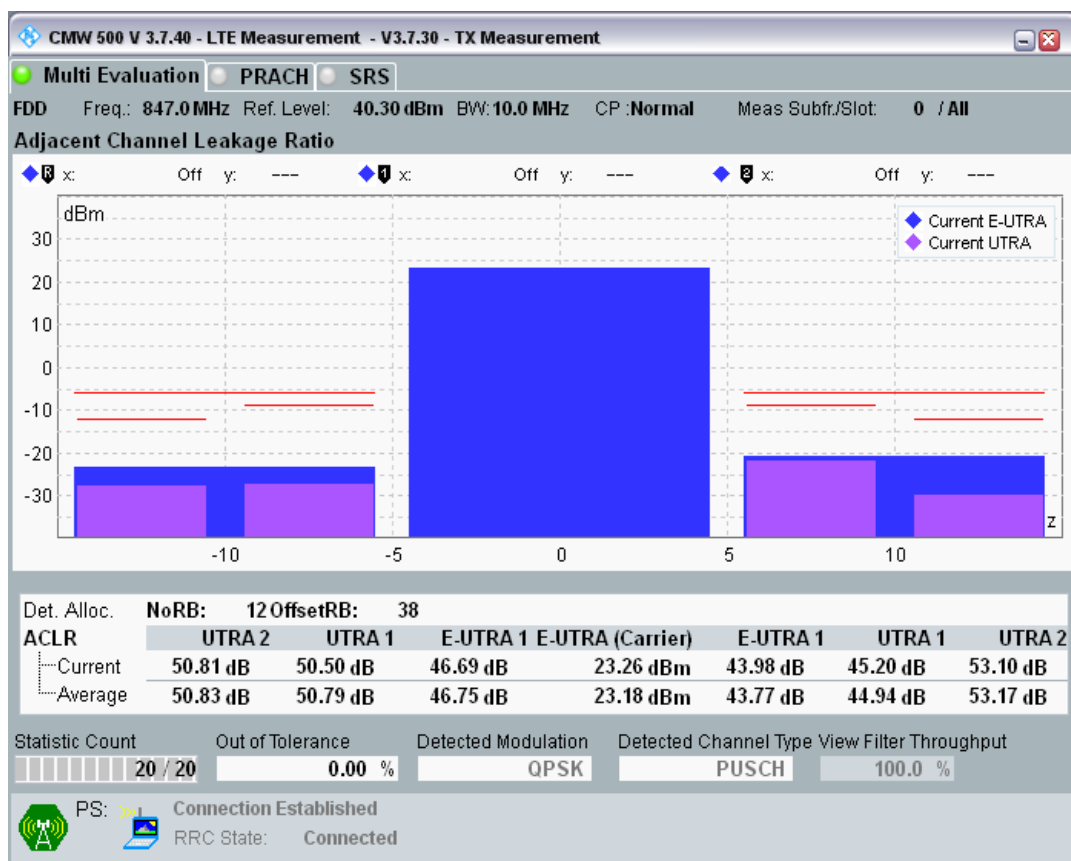 CMW 500 V 3.7.40 - LTE Measurement - V3.7.30 - TX Measurement
Multi Evaluation PRACH SRS
FDD Freq.: 847.0 MHz Ref. Level: 40.30 dBm BW: 10.0 MHz CP :Normal Meas Subfr./Slot: 0 / All
Adjacent Channel Leakage Ratio
R x: Off y: --- 1 x: Off y: --- 2 x: Off y: ---
dBm
Current E-UTRA
Current UTRA
30
20
10
0
-10
-20
-30
z
-10 -5 0 5 10
Det. Alloc. NoRB: 12 OffsetRB: 38
ACLR UTRA 2 UTRA 1 E-UTRA 1 E-UTRA (Carrier) E-UTRA 1 UTRA 1 UTRA 2
Current 50.81 dB 50.50 dB 46.69 dB 23.26 dBm 43.98 dB 45.20 dB 53.10 dB
Average 50.83 dB 50.79 dB 46.75 dB 23.18 dBm 43.77 dB 44.94 dB 53.17 dB
Statistic Count Out of Tolerance Detected Modulation Detected Channel Type View Filter Throughput
20 / 20 0.00 % QPSK PUSCH 100.0 %
PS: Connection Established
RRC State: Connected